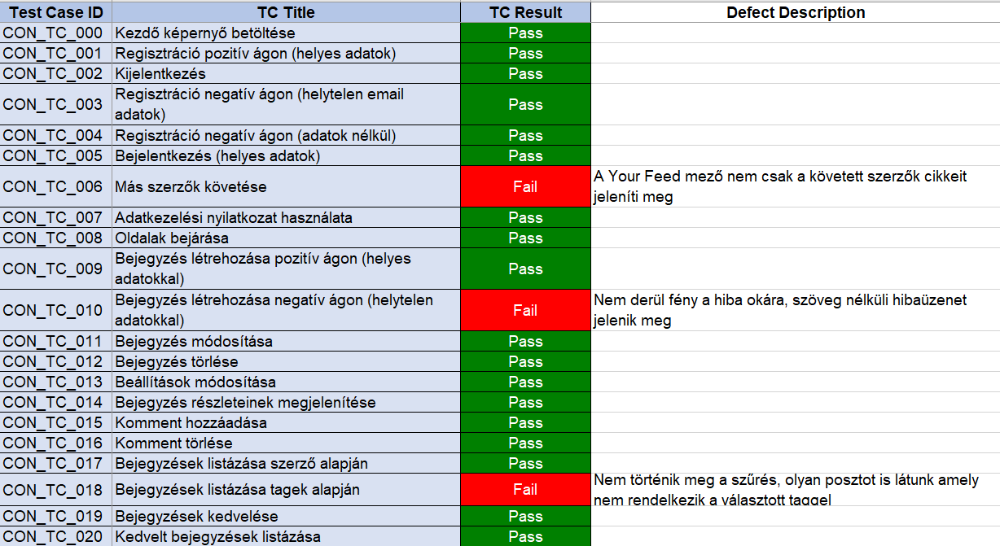 Test Case ID TC Title TC Result Defect Description
CON_TC_000 Kezdő képernyő betöltése Pass
CON_TC_001 Regisztráció pozitív ágon (helyes adatok) Pass
CON_TC_002 Kijelentkezés Pass
CON_TC_003 Regisztráció negatív ágon (helytelen email
adatok) Pass
CON_TC_004 Regisztráció negatív ágon (adatok nélkül) Pass
CON_TC_005 Bejelentkezés (helyes adatok) Pass
CON_TC_006 Más szerzők követése Fail A Your Feed mező nem csak a követett szerzők cikkeit
jeleníti meg
CON_TC_007 Adatkezelési nyilatkozat használata Pass
CON_TC_008 Oldalak bejárása Pass
CON_TC_009 Bejegyzés létrehozása pozitív ágon (helyes
adatokkal) Pass
CON_TC_010 Bejegyzés létrehozása negatív ágon (helytelen
adatokkal) Fail Nem derül fény a hiba okára, szöveg nélküli hibaüzenet
jelenik meg
CON_TC_011 Bejegyzés módosítása Pass
CON_TC_012 Bejegyzés törlése Pass
CON_TC_013 Beállítások módosítása Pass
CON_TC_014 Bejegyzés részleteinek megjelenítése Pass
CON_TC_015 Komment hozzáadása Pass
CON_TC_016 Komment törlése Pass
CON_TC_017 Bejegyzések listázása szerző alapján Pass
CON_TC_018 Bejegyzések listázása tagek alapján Fail Nem történik meg a szűrés, olyan posztot is látunk amely
nem rendelkezik a választott taggel
CON_TC_019 Bejegyzések kedvelése Pass
CON_TC_020 Kedvelt bejegyzések listázása Pass